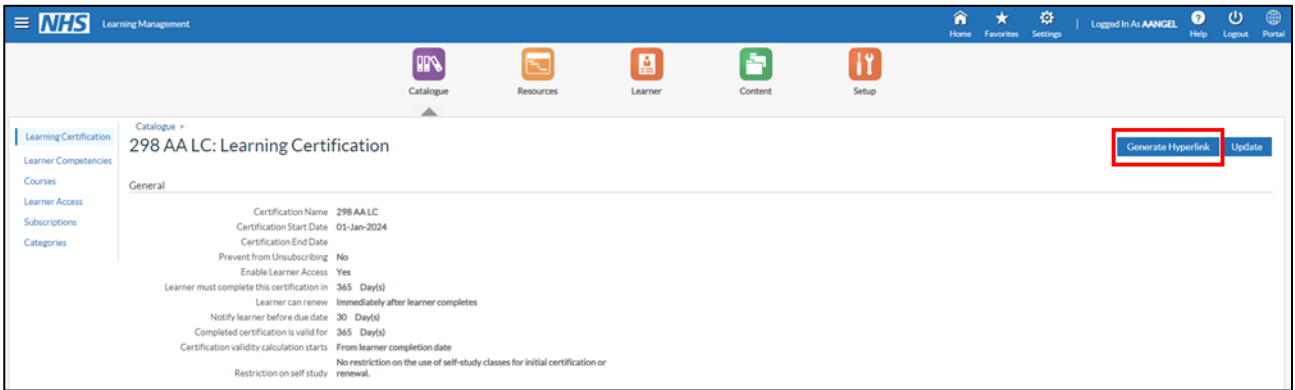 NHS Learning Management
Home Favorites Settings | Logged In As AANGEL Help Logout Portal
Catalogue Resources Learner Content Setup
Learning Certification
Learner Competencies
Courses
Learner Access
Subscriptions
Categories
Catalogue >
298 AA LC: Learning Certification
Generate Hyperlink Update
General
Certification Name 298 AA LC
Certification Start Date 01-Jan-2024
Certification End Date
Prevent from Unsubscribing No
Enable Learner Access Yes
Learner must complete this certification in 365 Day(s)
Learner can renew Immediately after learner completes
Notify learner before due date 30 Day(s)
Completed certification is valid for 365 Day(s)
Certification validity calculation starts From learner completion date
No restriction on the use of self-study classes for initial certification or
Restriction on self study renewal.